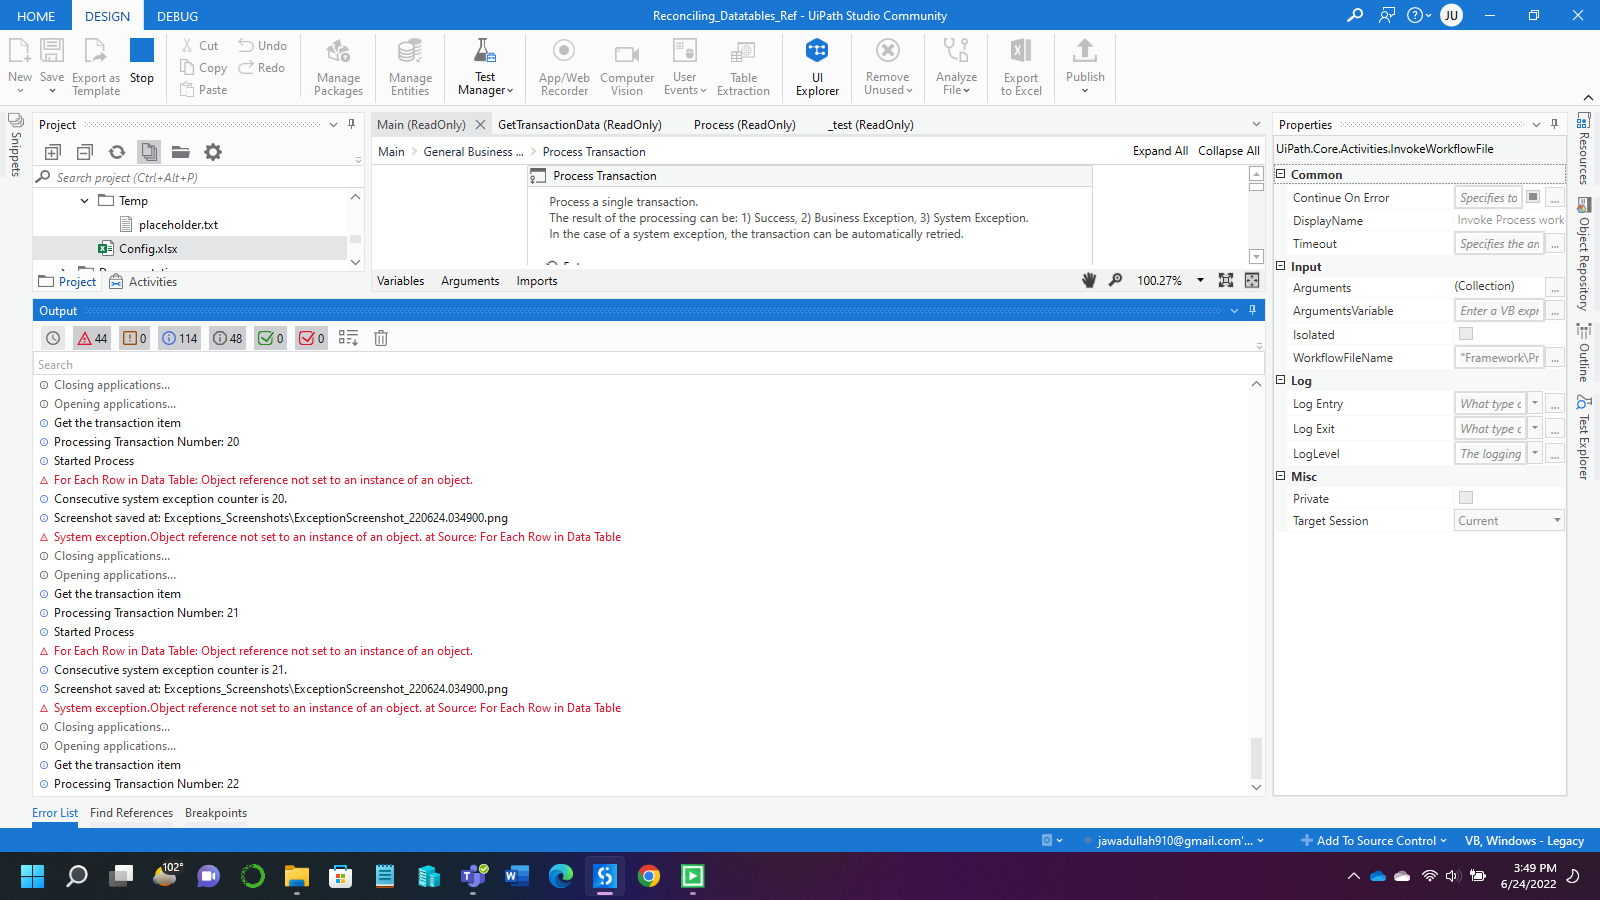 HOME
DESIGN
DEBUG
Reconciling_Datatables_Ref - UiPath Studio Community
JU
New
Save
Export as Template
Stop
Cut
Copy
Paste
Undo
Redo
Manage Packages
Manage Entities
Test Manager
App/Web Recorder
Computer Vision
User Events
Table Extraction
UI Explorer
Remove Unused
Analyze File
Export to Excel
Publish
Snippets
Project
Search project (Ctrl+Alt+P)
Temp
placeholder.txt
Config.xlsx
Project
Activities
Main (ReadOnly)
GetTransactionData (ReadOnly)
Process (ReadOnly)
_test (ReadOnly)
Main
General Business ...
Process Transaction
Expand All
Collapse All
Process Transaction
Process a single transaction.
The result of the processing can be: 1) Success, 2) Business Exception, 3) System Exception.
In the case of a system exception, the transaction can be automatically retried.
Variables
Arguments
Imports
100.27%
Output
44
0
114
48
0
0
Search
Closing applications...
Opening applications...
Get the transaction item
Processing Transaction Number: 20
Started Process
For Each Row in Data Table: Object reference not set to an instance of an object.
Consecutive system exception counter is 20.
Screenshot saved at: Exceptions_Screenshots\ExceptionScreenshot_220624.034900.png
System exception.Object reference not set to an instance of an object. at Source: For Each Row in Data Table
Closing applications...
Opening applications...
Get the transaction item
Processing Transaction Number: 21
Started Process
For Each Row in Data Table: Object reference not set to an instance of an object.
Consecutive system exception counter is 21.
Screenshot saved at: Exceptions_Screenshots\ExceptionScreenshot_220624.034900.png
System exception.Object reference not set to an instance of an object. at Source: For Each Row in Data Table
Closing applications...
Opening applications...
Get the transaction item
Processing Transaction Number: 22
Error List
Find References
Breakpoints
Properties
UiPath.Core.Activities.InvokeWorkflowFile
Common
Continue On Error
Specifies to
DisplayName
Invoke Process work
Timeout
Specifies the an
Input
Arguments
(Collection)
ArgumentsVariable
Enter a VB expr
Isolated
WorkflowFileName
"Framework\Pr
Log
Log Entry
What type c
Log Exit
What type c
LogLevel
The logging
Misc
Private
Target Session
Current
Resources
Object Repository
Outline
Test Explorer
jawadullah910@gmail.com'...
Add To Source Control
VB, Windows - Legacy
102°
3:49 PM
6/24/2022